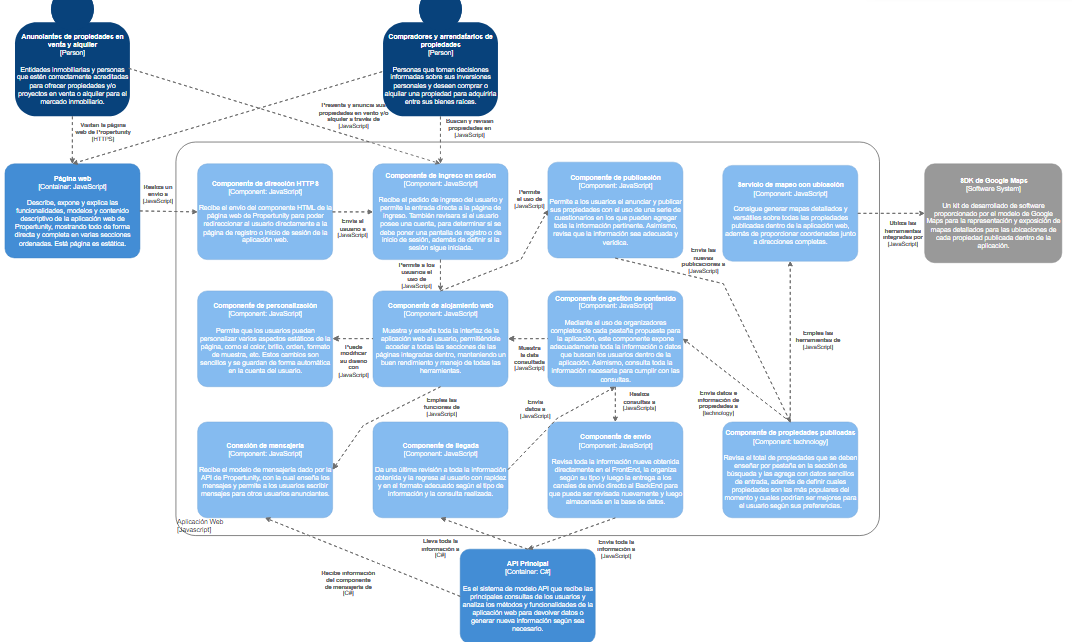 Anunciantes de propiedades en
venta y alquiler
[Person]
Entidades inmobiliarias y personas
que estén correctamente acreditadas
para ofrecer propiedades y/o
proyectos en venta o alquiler para el
mercado inmobiliario.
Compradores y arrendatarios de
propiedades
[Person]
Personas que toman decisiones
informadas sobre sus inversiones
personales y deseen comprar o
alquilar una propiedad para adquirirla
entre sus bienes raíces.
Visitan la página
web de Propertunity
[HTTPS]
Presenta y anuncia sus
propiedades en venta y/o
alquiler a través de
[JavaScript]
Buscan y revisan
propiedades en
[JavaScript]
Página web
[Container: JavaScript]
Describe, expone y explica las
funcionalidades, modelos y contenido
descriptivo de la aplicación web de
Propertunity, mostrando todo de forma
directa y completa en varias secciones
ordenadas. Está página es estática.
Realiza un
envío a
[JavaScript]
Componente de dirección HTTPS
[Component: JavaScript]
Recibe el envío del componente HTML de la
página web de Propertunity para poder
redireccionar al usuario directamente a la
página de registro o inicio de sesión de la
aplicación web.
Envía al
usuario a
[JavaScript]
Componente de ingreso en sesión
[Component: JavaScript]
Recibe el pedido de ingreso del usuario y
permite la entrada directa a la página de
ingreso. También revisara si el usuario
posee una cuenta, para determinar si se
debe poner una pantalla de registro o de
inicio de sesión, además de definir si la
sesión sigue iniciada.
Permite
el uso de
[JavaScript]
Componente de publicación
[Component: JavaScript]
Permite a los usuarios el anunciar y publicar
sus propiedades con el uso de una serie de
cuestionarios en los que pueden agregar
toda la información pertinente. Asimismo,
revisa que la información sea adecuada y
verídica.
Servicio de mapeo con ubicación
[Component: JavaScript]
Consigue generar mapas detallados y
versátiles sobre todas las propiedades
publicadas dentro de la aplicación web,
además de proporcionar coordenadas junto
a direcciones completas.
Utiliza las
herramientas
integradas por
[JavaScript]
SDK de Google Maps
[Software System]
Un kit de desarrollado de software
proporcionado por el modelo de Google
Maps para la representación y exposición de
mapas detallados para las ubicaciones de
cada propiedad publicada dentro de la
aplicación.
Permite a los
usuarios el
uso de
[JavaScript]
Envía las
nuevas
publicaciones a
[JavaScript]
Componente de personalización
[Component: JavaScript]
Permite que los usuarios puedan
personalizar varios aspectos estáticos de la
página, como el color, brillo, orden, formato
de muestra, etc. Estos cambios son
sencillos y se guardan de forma automática
en la cuenta del usuario.
Puede
modificar
su diseño
con
[JavaScript]
Componente de alojamiento web
[Component: JavaScript]
Muestra y enseña toda la interfaz de la
aplicación web al usuario, permitiéndole
acceder a todas las secciones de las
páginas integradas dentro, manteniendo un
buen rendimiento y manejo de todas las
herramientas.
Muestra
la data
consultada
[JavaScript]
Componente de gestión de contenido
[Component: JavaScript]
Mediante el uso de organizadores
completos de cada pestaña propuesta para
la aplicación, este componente expone
adecuadamente toda la información o datos
que buscan los usuarios dentro de la
aplicación. Asimismo, consulta toda la
información necesaria para cumplir con las
consultas.
Emplea las
herramientas de
[JavaScript]
Emplea las
funciones de
[JavaScript]
Envía
datos a
[JavaScript]
Realiza
consultas a
[JavaScripts]
Envía datos e
información de
propiedades a
[technology]
Conexión de mensajería
[Component: JavaScript]
Recibe el modelo de mensajería dado por la
API de Propertunity, con la cual enseña los
mensajes y permite a los usuarios escribir
mensajes para otros usuarios anunciantes.
Componente de llegada
[Component: JavaScript]
Da una última revisión a toda la información
obtenida y la regresa al usuario con rapidez
y en el formato adecuado según el tipo de
información y la consulta realizada.
Componente de envío
[Component: JavaScript]
Revisa toda la información nueva obtenida
directamente en el FrontEnd, la organiza
según su tipo y luego la entrega a los
canales de envío directo al BackEnd para
que pueda ser revisada nuevamente y luego
almacenada en la base de datos.
Componente de propiedades publicadas
[Component: technology]
Revisa el total de propiedades que se deben
enseñar por pestaña en la sección de
búsqueda y las agrega con datos sencillos
de entrada, además de definir cuales
propiedades son las más populares del
momento y cuales podrían ser mejores para
el usuario según sus preferencias.
Aplicación Web
[Javascript]
Lleva toda la
información a
[C#]
Envía toda la
información a
[JavaScript]
Recibe información
del componente
de mensajería de
[C#]
API Principal
[Container: C#]
Es el sistema de modelo API que recibe las
principales consultas de los usuarios y
analiza los métodos y funcionalidades de la
aplicación web para devolver datos o
generar nueva información según sea
necesario.